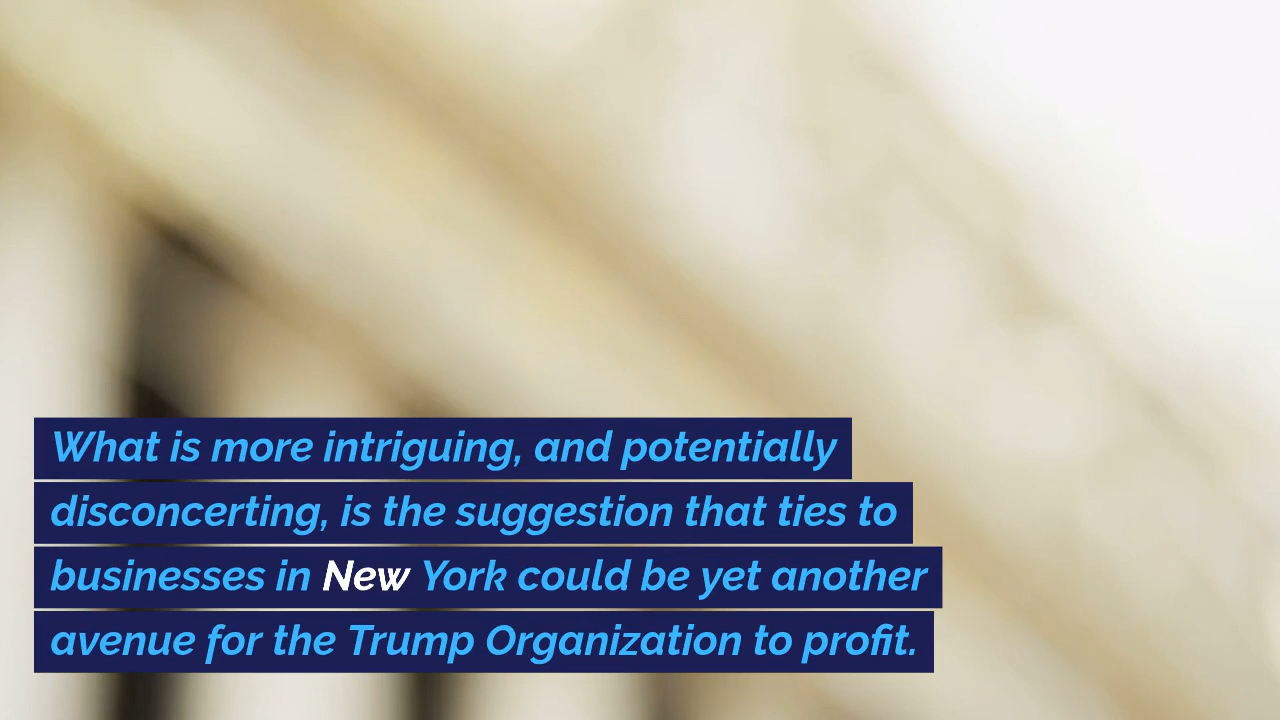 What is more intriguing, and potentially
disconcerting, is the suggestion that ties to
businesses in New York could be yet another
avenue for the Trump Organization to profit.